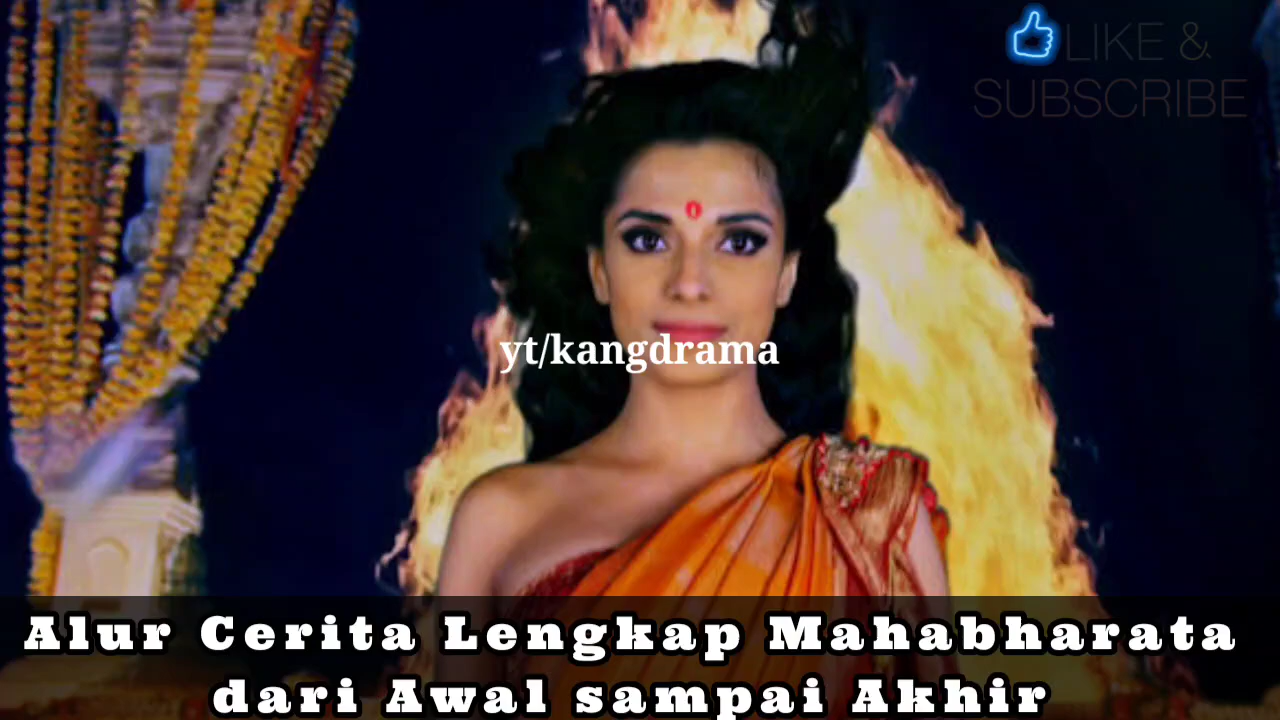 LIKE &
SUBSCRIBE
yt/kangdrama
Alur Cerita Lengkap Mahabharata
dari Awal sampai Akhir